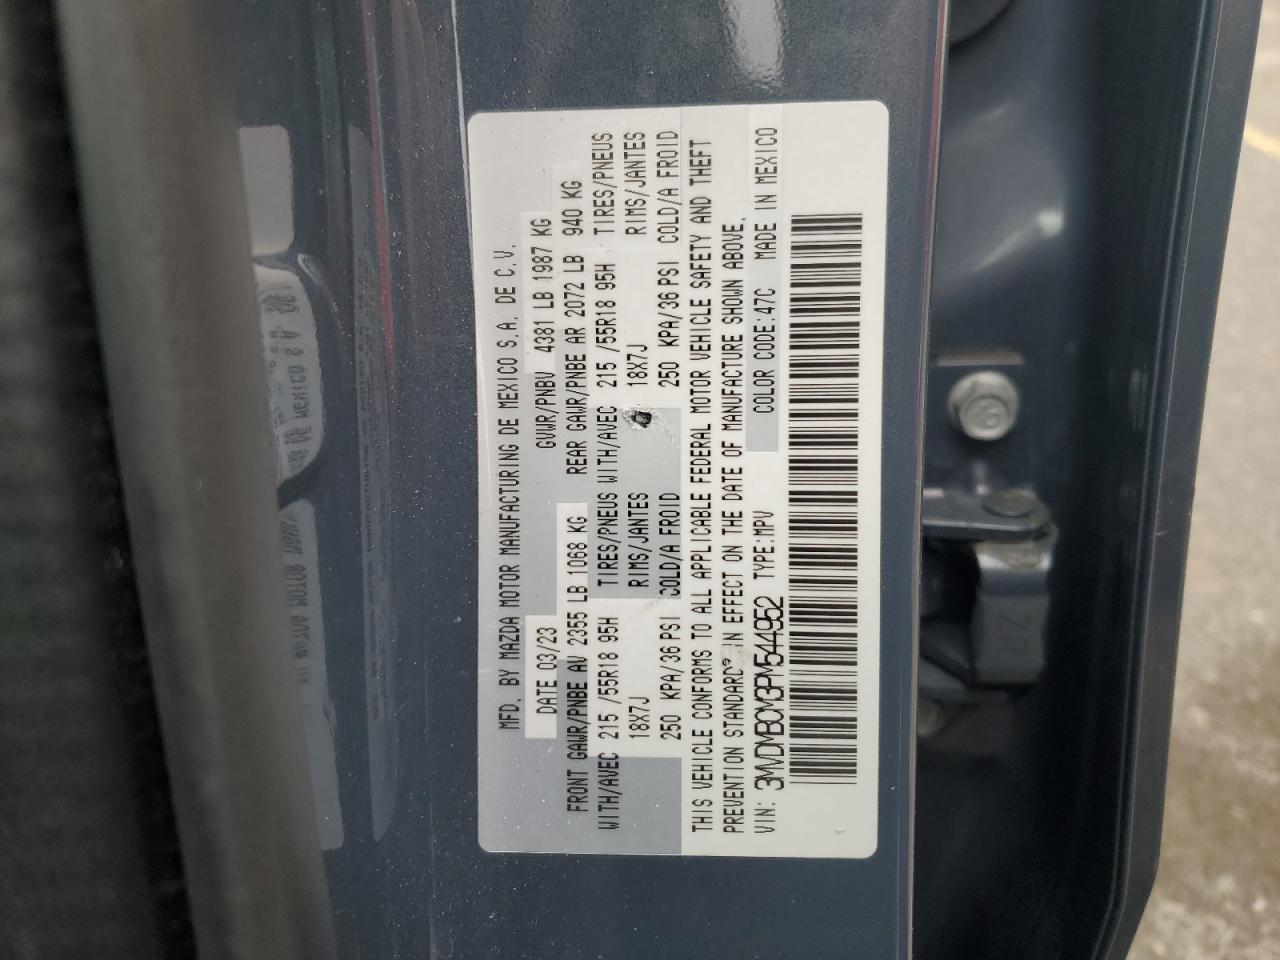 MFD. BY MAZDA MOTOR MANUFACTURING DE MEXICO S.A. DE C.V.
DATE 03/23 GVWR/PNBV 4381 LB 1987 KG
FRONT GAWR/PNBE AV 2355 LB 1068 KG REAR GAWR/PNBE AR 2072 LB 940 KG
WITH/AVEC 215 /55R18 95H TIRES/PNEUS WITH/AVEC 215 /55R18 95H TIRES/PNEUS
18X7J RIMS/JANTES 18X7J RIMS/JANTES
250 KPA/36 PSI COLD/A FROID 250 KPA/36 PSI COLD/A FROID
THIS VEHICLE CONFORMS TO ALL APPLICABLE FEDERAL MOTOR VEHICLE SAFETY AND THEFT
PREVENTION STANDARDS IN EFFECT ON THE DATE OF MANUFACTURE SHOWN ABOVE.
VIN: 3MVDMBCM3PM544952 TYPE:MPV COLOR CODE:47C MADE IN MEXICO